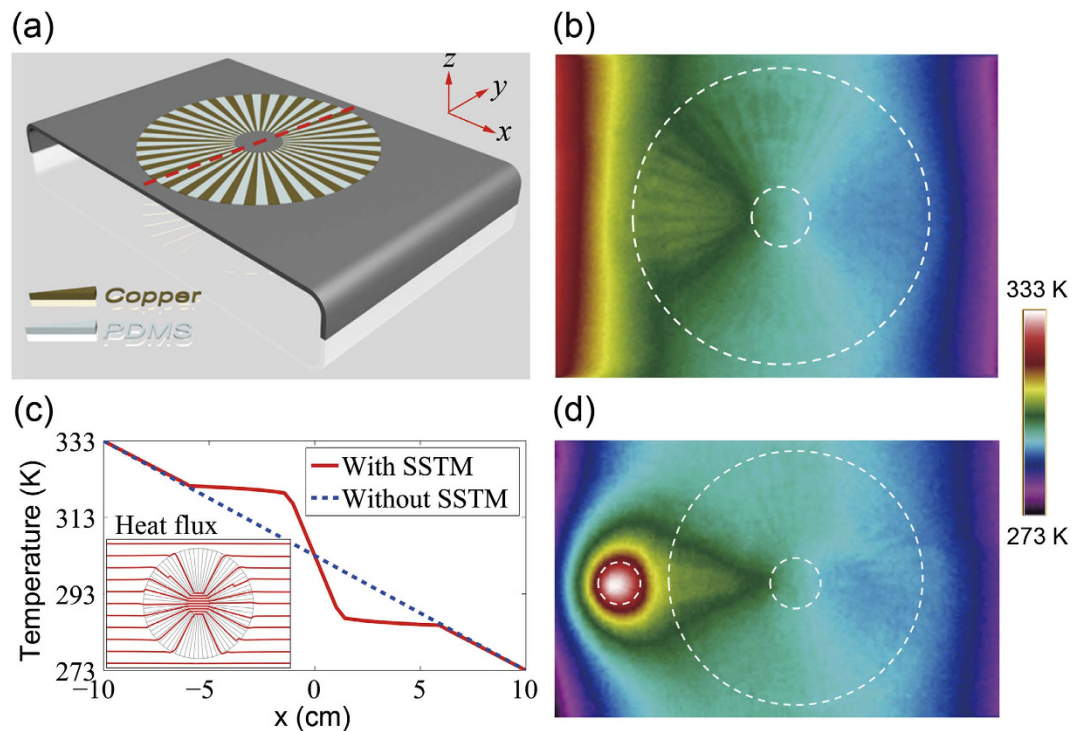 (a)
z
y
x
Copper
PDMS
(b)
333 K
273 K
(c)
333
313
293
273
Temperature (K)
With SSTM
Without SSTM
Heat flux
−10
−5
0
5
10
x (cm)
(d)